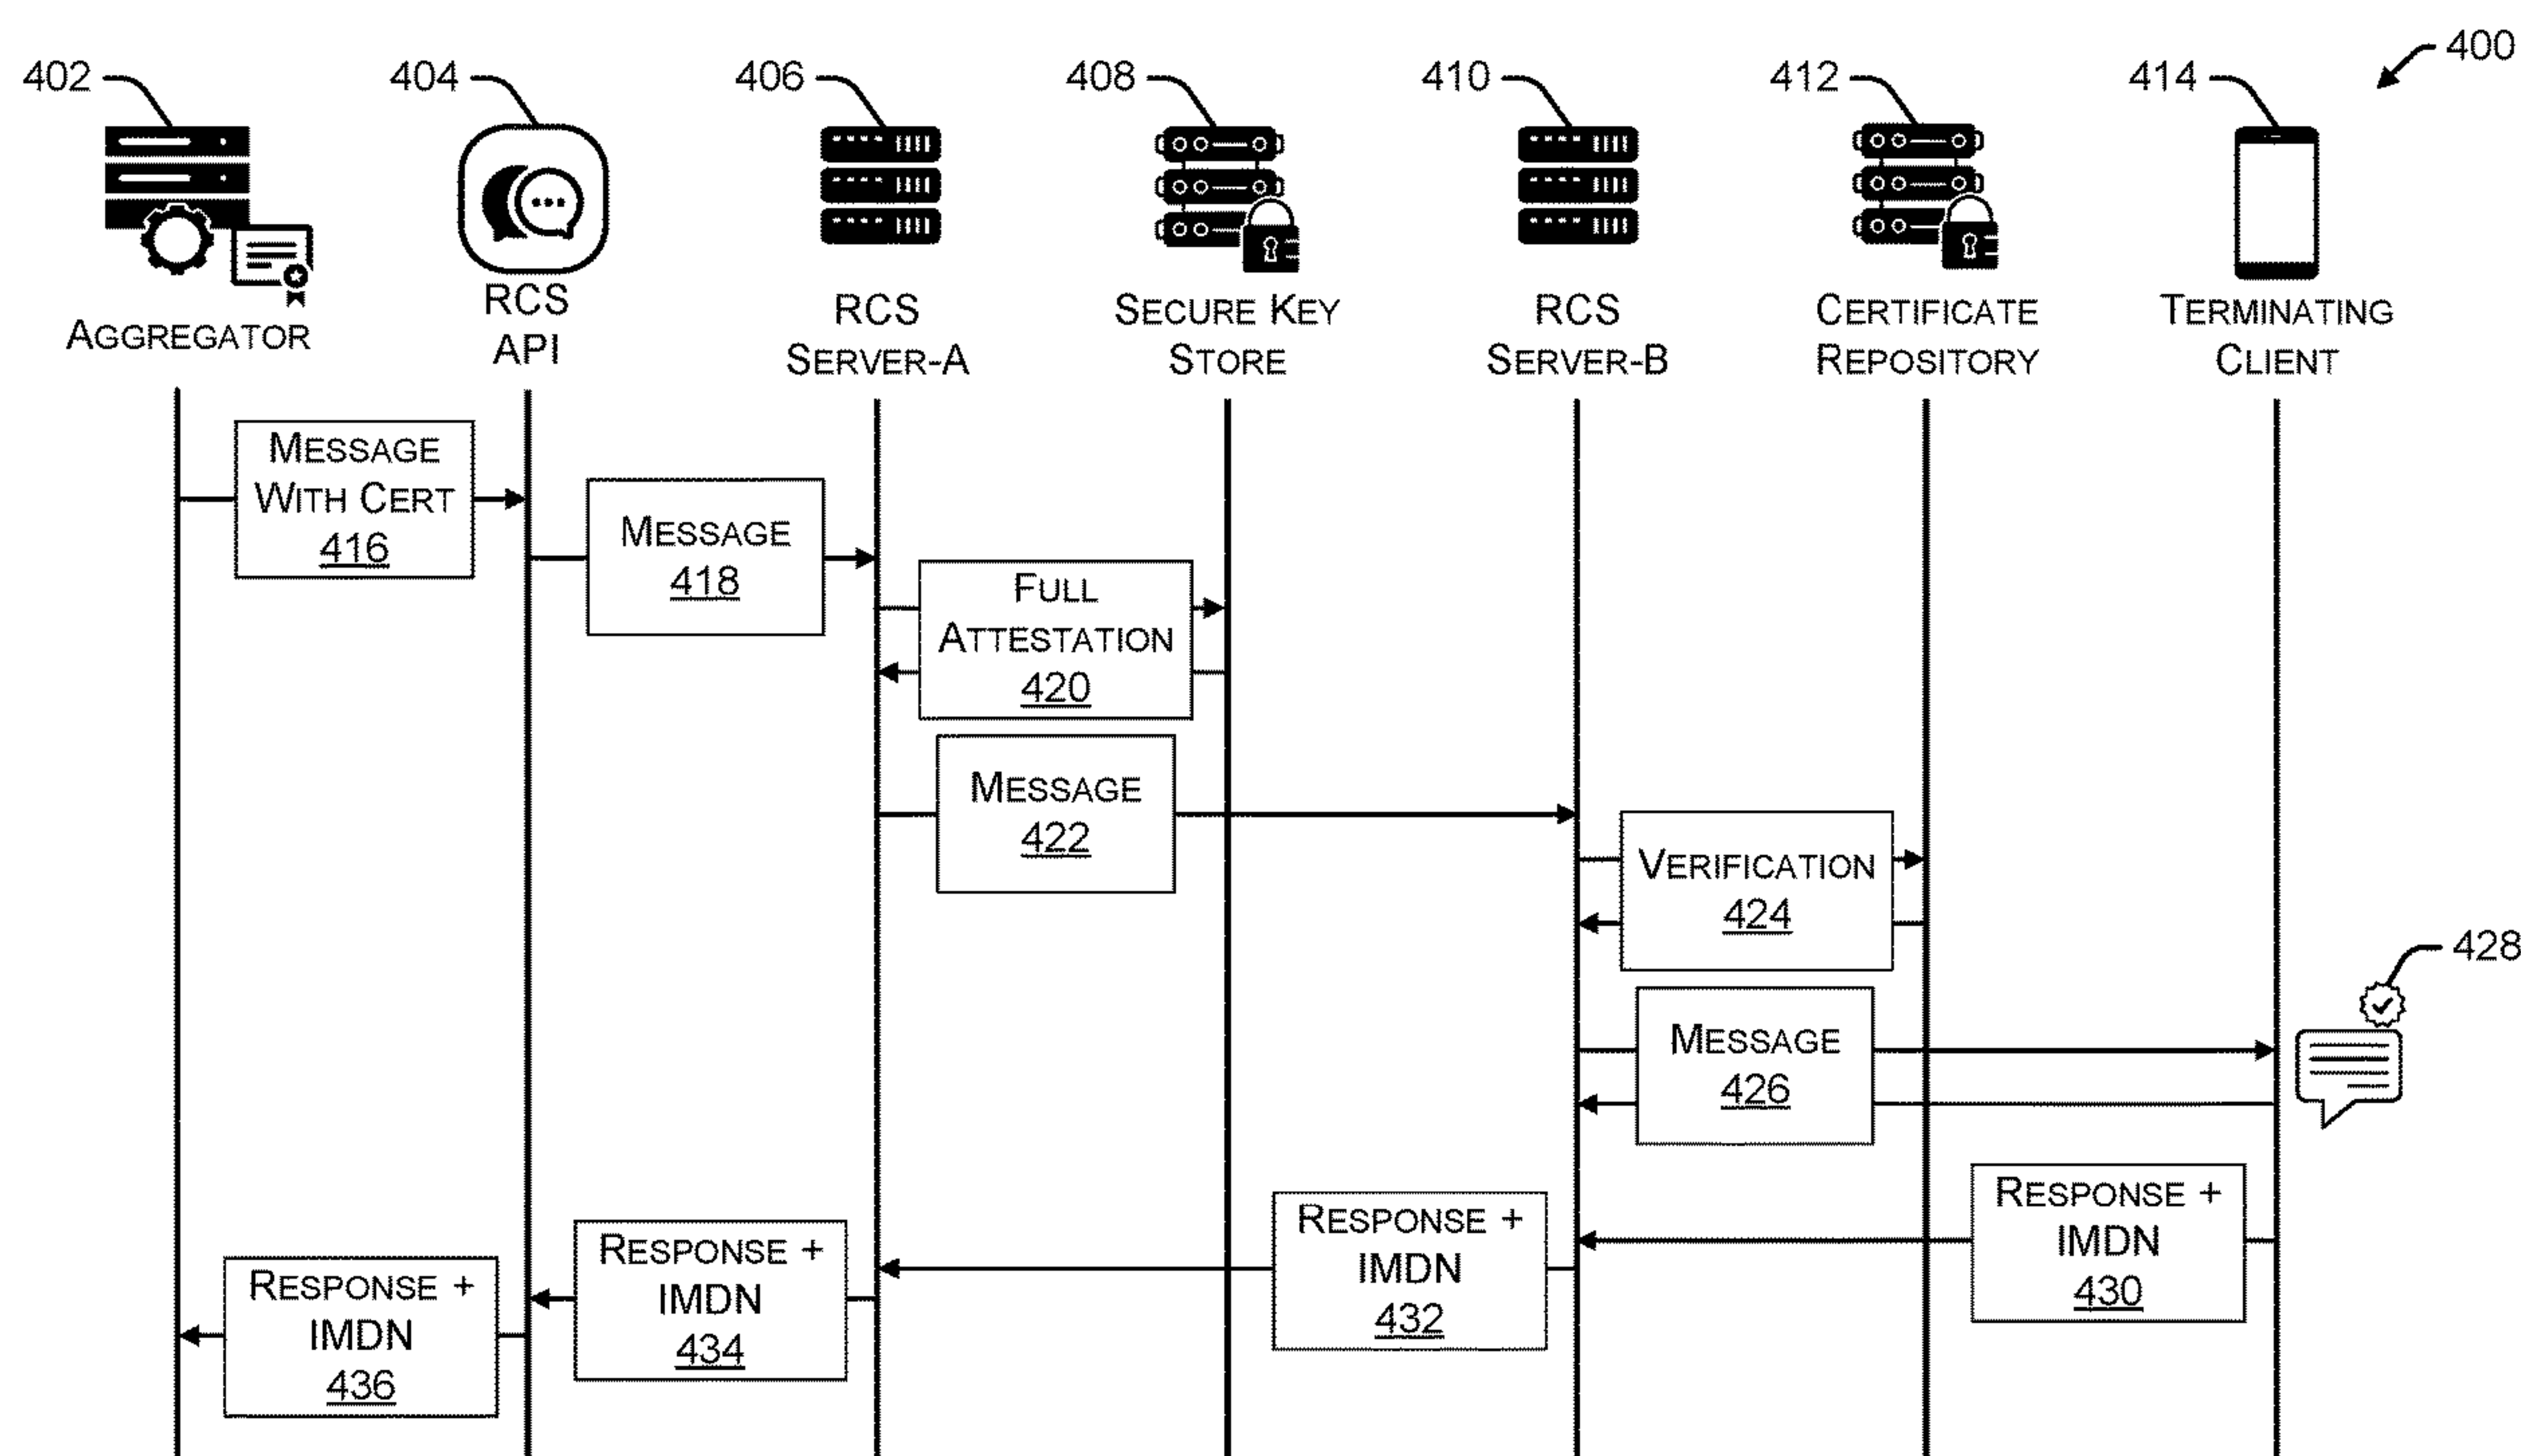 400
402
404
406
408
410
412
414
AGGREGATOR
RCS
API
RCS
SERVER-A
SECURE KEY
STORE
RCS
SERVER-B
CERTIFICATE
REPOSITORY
TERMINATING
CLIENT
MESSAGE
WITH CERT
416
MESSAGE
418
FULL
ATTESTATION
420
MESSAGE
422
VERIFICATION
424
MESSAGE
426
428
RESPONSE +
IMDN
430
RESPONSE +
IMDN
432
RESPONSE +
IMDN
434
RESPONSE +
IMDN
436